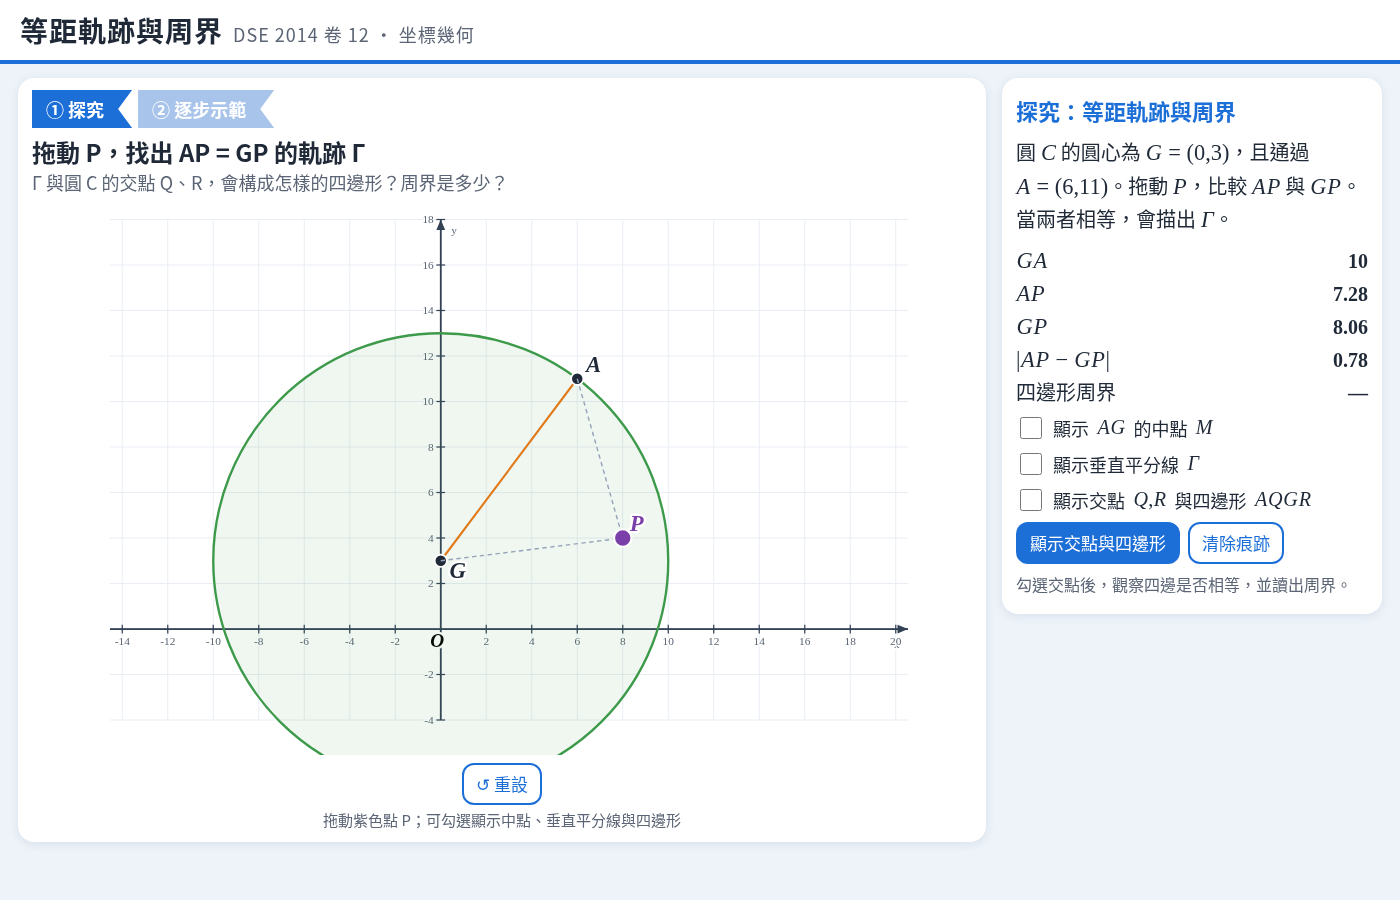 等距軌跡與周界 DSE 2014 卷 12 · 坐標幾何
① 探究
② 逐步示範
拖動 P，找出 AP = GP 的軌跡 Γ
Γ 與圓 C 的交點 Q、R，會構成怎樣的四邊形？周界是多少？
18
y
16
14
12
A
10
8
6
P
4
G
2
-14 -12 -10 -8 -6 -4 -2 O 2 4 6 8 10 12 14 16 18 20
x
-2
-4
↺ 重設
拖動紫色點 P；可勾選顯示中點、垂直平分線與四邊形
探究：等距軌跡與周界
圓 C 的圓心為 G = (0,3)，且通過
A = (6,11)。拖動 P，比較 AP 與 GP。
當兩者相等，會描出 Γ。
GA 10
AP 7.28
GP 8.06
|AP − GP| 0.78
四邊形周界 —
顯示 AG 的中點 M
顯示垂直平分線 Γ
顯示交點 Q,R 與四邊形 AQGR
顯示交點與四邊形
清除痕跡
勾選交點後，觀察四邊是否相等，並讀出周界。